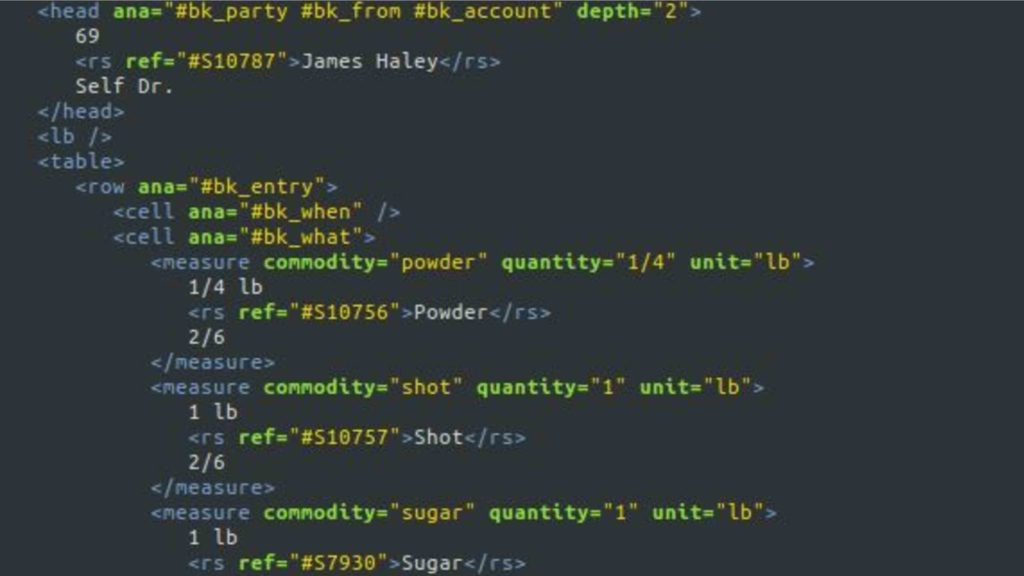 <head ana="#bk_party #bk_from #bk_account" depth="2">
69
<rs ref="#S10787">James Haley</rs>
Self Dr.
</head>
<lb />
<table>
<row ana="#bk_entry">
<cell ana="#bk_when" />
<cell ana="#bk_what">
<measure commodity="powder" quantity="1/4" unit="lb">
1/4 lb
<rs ref="#S10756">Powder</rs>
2/6
</measure>
<measure commodity="shot" quantity="1" unit="lb">
1 lb
<rs ref="#S10757">Shot</rs>
2/6
</measure>
<measure commodity="sugar" quantity="1" unit="lb">
1 lb
<rs ref="#S7930">Sugar</rs>